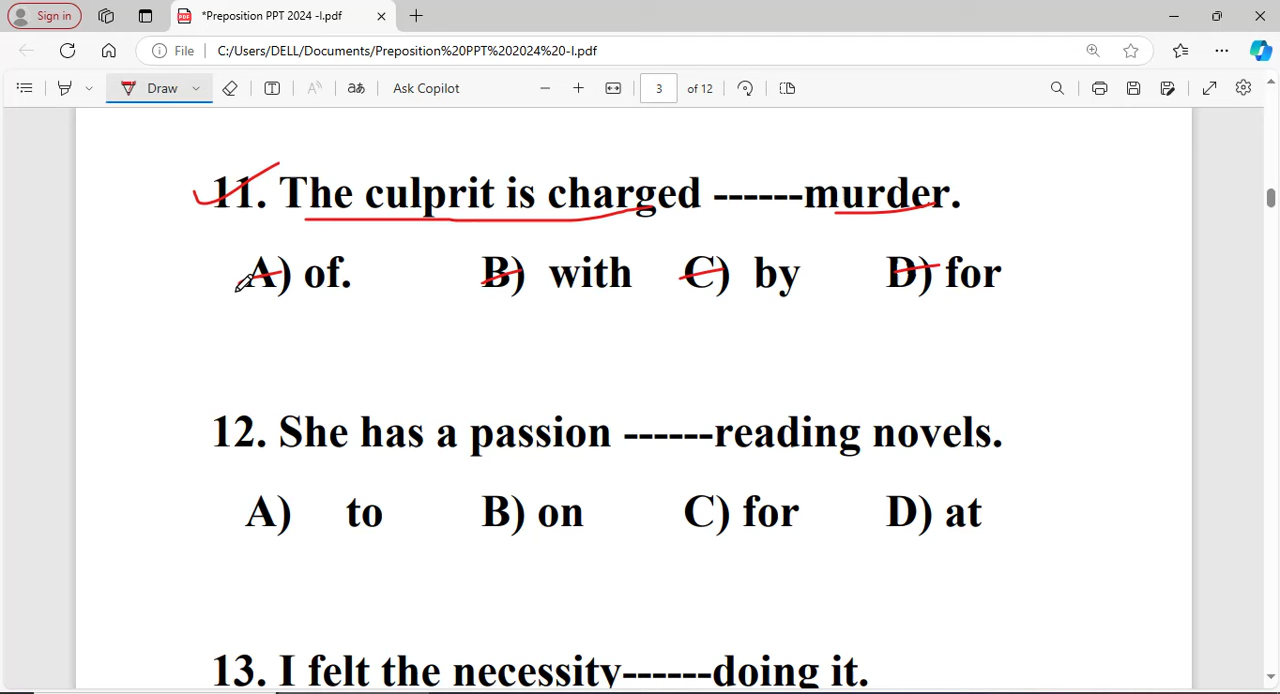 Sign in
*Preposition PPT 2024 -I.pdf
File
C:/Users/DELL/Documents/Preposition%20PPT%202024%20-I.pdf
Draw
Ask Copilot
3 of 12
11. The culprit is charged ------murder.
A) of. B) with C) by D) for
12. She has a passion ------reading novels.
A) to B) on C) for D) at
13. I felt the necessity------doing it.